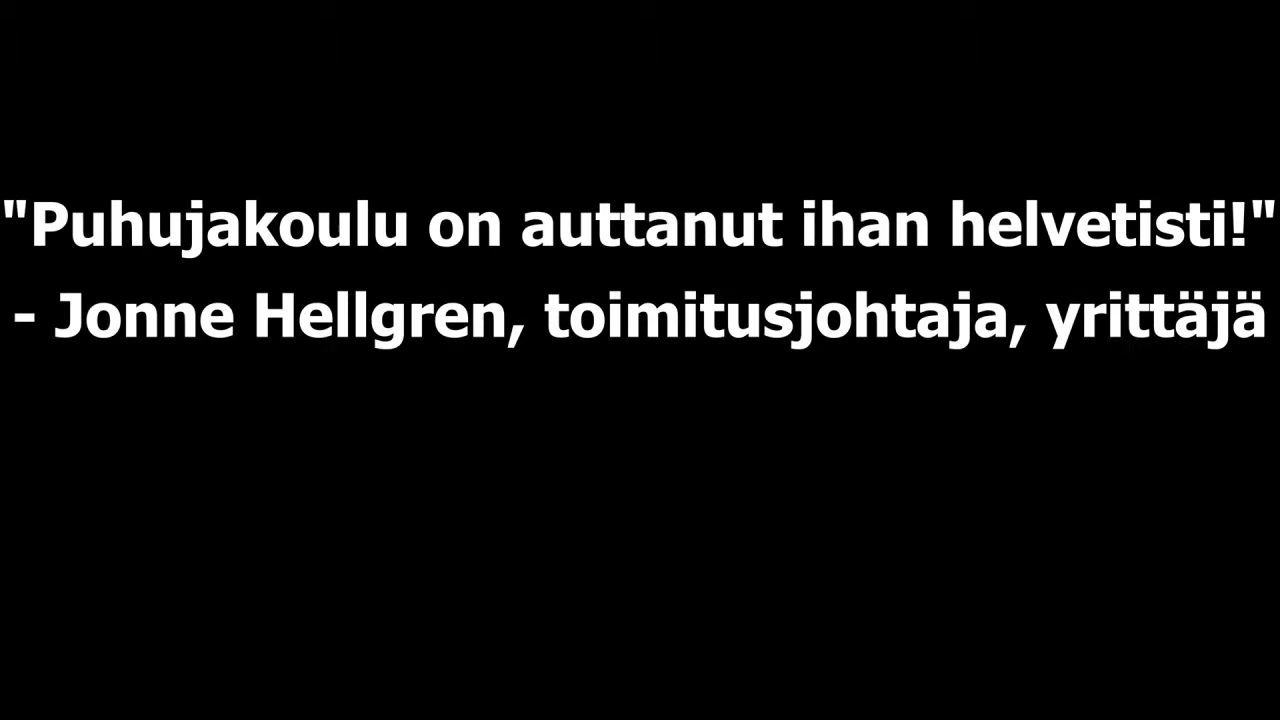 "Puhujakoulu on auttanut ihan helvetisti!"
- Jonne Hellgren, toimitusjohtaja, yrittäjä